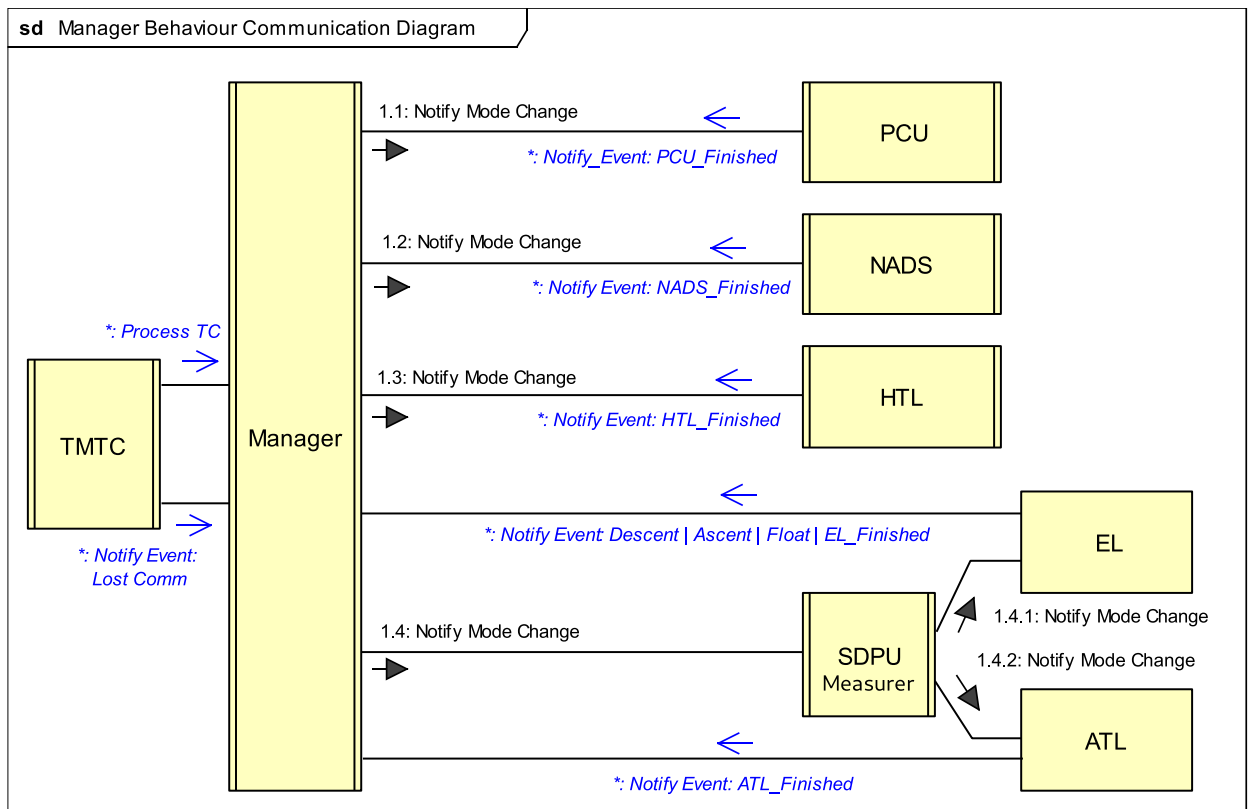 sd Manager Behaviour Communication Diagram
1.1: Notify Mode Change
PCU
*: Notify_Event: PCU_Finished
1.2: Notify Mode Change
NADS
*: Notify Event: NADS_Finished
*: Process TC
1.3: Notify Mode Change
HTL
*: Notify Event: HTL_Finished
TMTC
Manager
*: Notify Event: Descent | Ascent | Float | EL_Finished
EL
*: Notify Event:
Lost Comm
1.4: Notify Mode Change
1.4.1: Notify Mode Change
SDPU
Measurer
1.4.2: Notify Mode Change
ATL
*: Notify Event: ATL_Finished